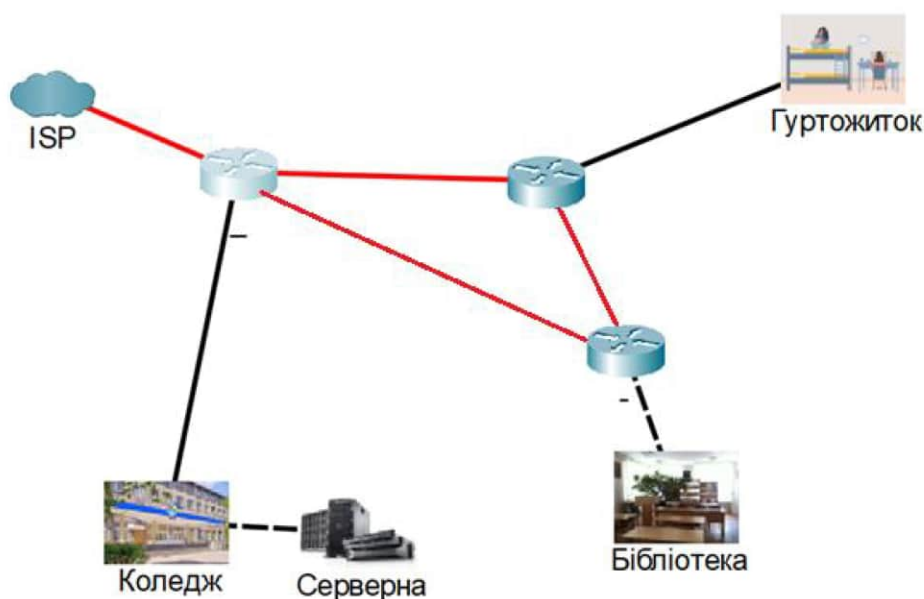 ISP
Гуртожиток
Коледж
Серверна
Бібліотека